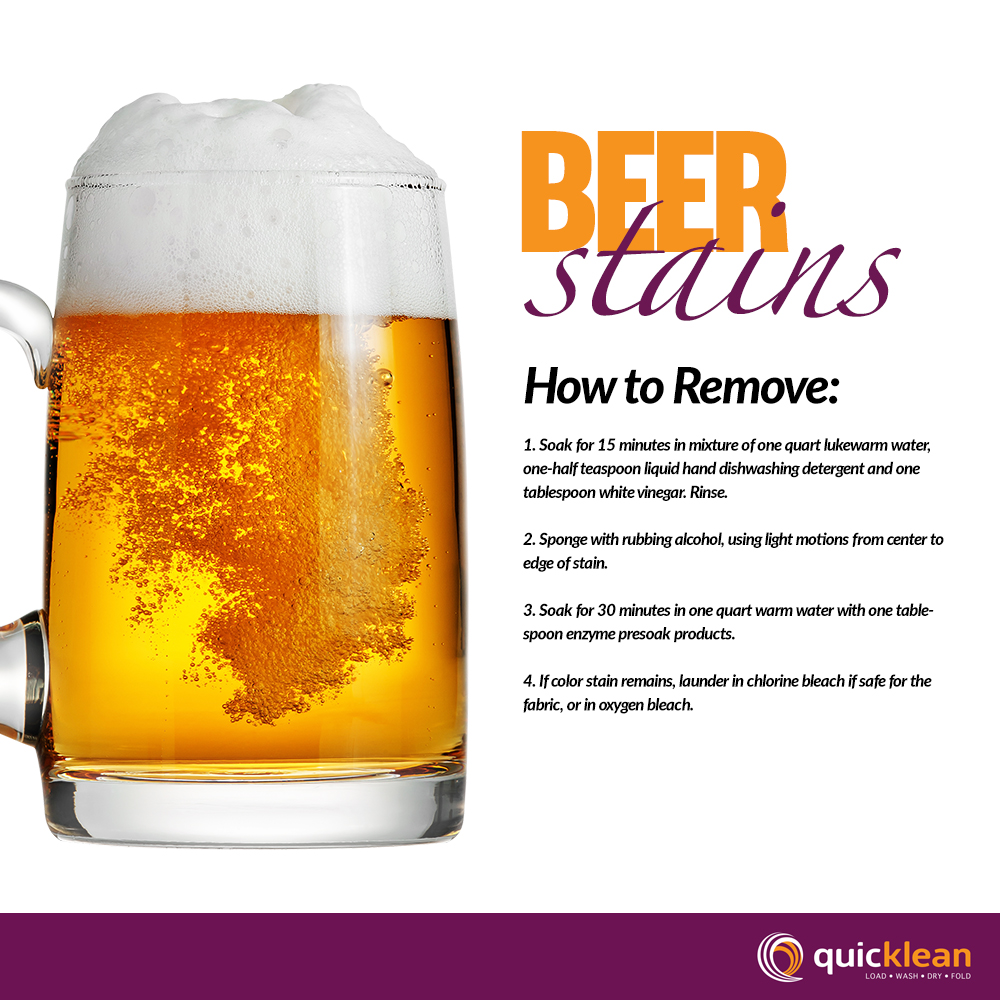 BEER
stains
How to Remove:
1. Soak for 15 minutes in mixture of one quart lukewarm water,
one-half teaspoon liquid hand dishwashing detergent and one
tablespoon white vinegar. Rinse.
2. Sponge with rubbing alcohol, using light motions from center to
edge of stain.
3. Soak for 30 minutes in one quart warm water with one table-
spoon enzyme presoak products.
4. If color stain remains, launder in chlorine bleach if safe for the
fabric, or in oxygen bleach.
quicklean
LOAD • WASH • DRY • FOLD